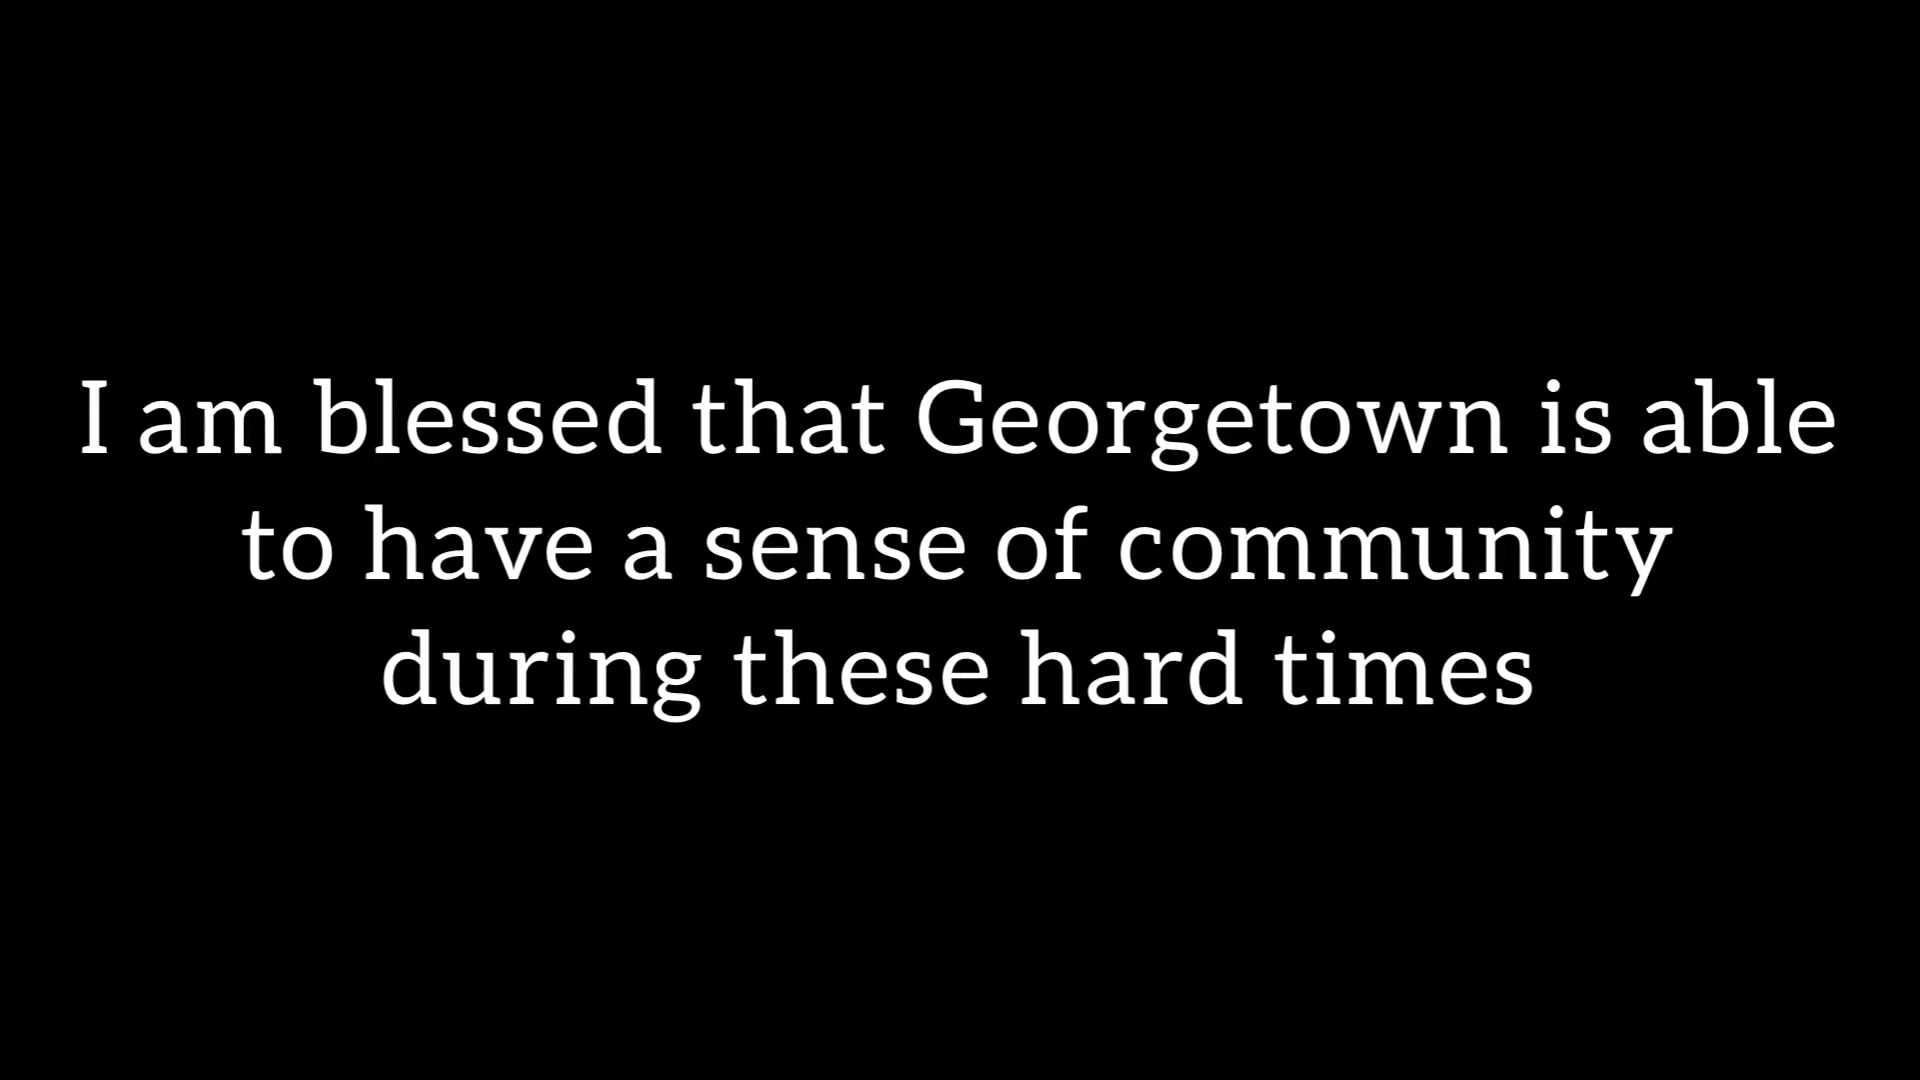 I am blessed that Georgetown is able
to have a sense of community
during these hard times